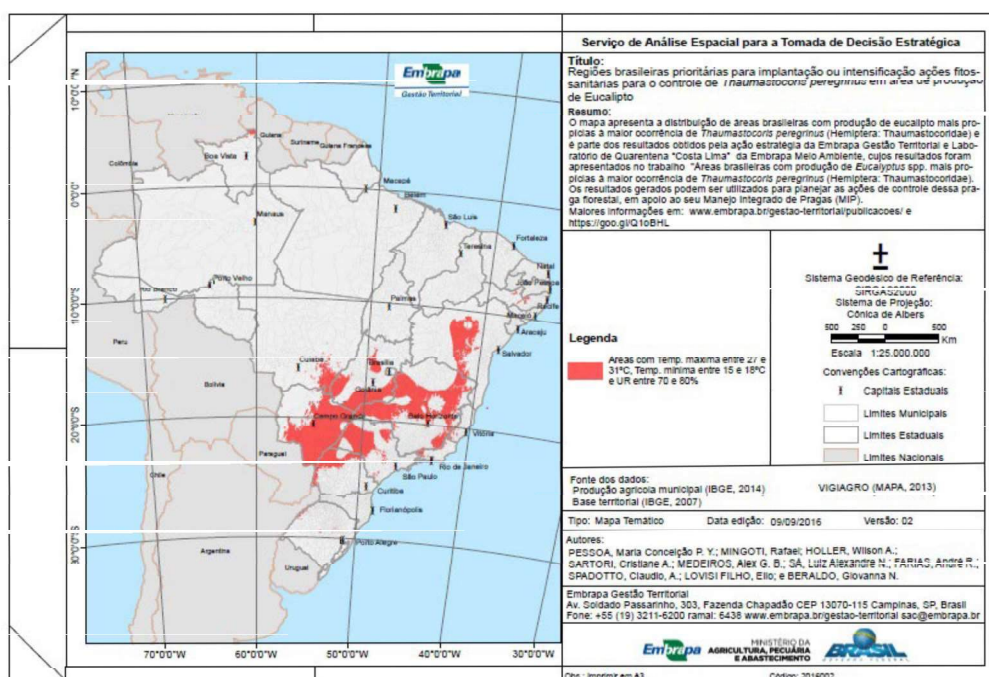 Serviço de Análise Espacial para a Tomada de Decisão Estratégica
Título:
Regiões brasileiras prioritárias para implantação ou intensificação ações fitos-
sanitárias para o controle de Thaumastocoris peregrinus em área de produção
de Eucalipto
Resumo:
O mapa apresenta a distribuição de áreas brasileiras com produção de eucalipto mais pro-
pícias à maior ocorrência de Thaumastocoris peregrinus (Hemiptera: Thaumastocoridae) e
é parte dos resultados obtidos pela ação estratégica da Embrapa Gestão Territorial e Labo-
ratório de Quarentena "Costa Lima" da Embrapa Meio Ambiente, cujos resultados foram
apresentados no trabalho "Áreas brasileiras com produção de Eucalyptus spp. mais pro-
pícias à maior ocorrência de Thaumastocoris peregrinus (Hemiptera: Thaumastocoridae).
Os resultados gerados podem ser utilizados para planejar as ações de controle dessa pra-
ga florestal, em apoio ao seu Manejo Integrado de Pragas (MIP).
Maiores informações em: www.embrapa.br/gestao-territorial/publicacoes/ e
https://goo.gl/Q1oBHL
Legenda
Áreas com Temp. máxima entre 27 e
31ºC, Temp. mínima entre 15 e 18ºC
e UR entre 70 e 80%
Sistema Geodésico de Referência:
SIRGAS2000
Sistema de Projeção:
Cônica de Albers
500 250 0 500
Km
Escala 1:25.000.000
Convenções Cartográficas:
Capitais Estaduais
Limites Municipais
Limites Estaduais
Limites Nacionais
Fonte dos dados:
Produção agrícola municipal (IBGE, 2014) VIGIAGRO (MAPA, 2013)
Base territorial (IBGE, 2007)
Tipo: Mapa Temático Data edição: 09/09/2016 Versão: 02
Autores:
PESSOA, Maria Conceição P. Y.; MINGOTI, Rafael; HOLLER, Wilson A.;
SARTORI, Cristiane A.; MEDEIROS, Alex G. B.; SÁ, Luiz Alexandre N.; FARIAS, André R.;
SPADOTTO, Claudio, A.; LOVISI FILHO, Elio; e BERALDO, Giovanna N.
Embrapa Gestão Territorial
Av. Soldado Passarinho, 303, Fazenda Chapadão CEP 13070-115 Campinas, SP, Brasil
Fone: +55 (19) 3211-6200 ramal: 6438 www.embrapa.br/gestao-territorial sac@embrapa.br
Embrapa
MINISTÉRIO DA
AGRICULTURA, PECUÁRIA
E ABASTECIMENTO
BRASIL
Obs.: Imprimir em A3 Código: 2016002
Embrapa
Gestão Territorial
Guiana
Suriname
Guiana Francesa
Colômbia
Boa Vista
Macapá
Belém
Manaus
São Luís
Fortaleza
Teresina
Natal
João Pessoa
Recife
Porto Velho
Palmas
Maceió
Aracaju
Salvador
Peru
Cuiabá
Brasília
Goiânia
Bolívia
Campo Grande
Belo Horizonte
Vitória
Paraguai
Rio de Janeiro
São Paulo
Chile
Curitiba
Florianópolis
Porto Alegre
Argentina
Uruguai
10°0'0"N
0°0'0"
10°0'0"S
20°0'0"S
30°0'0"S
70°0'0"W 60°0'0"W 50°0'0"W 40°0'0"W 30°0'0"W